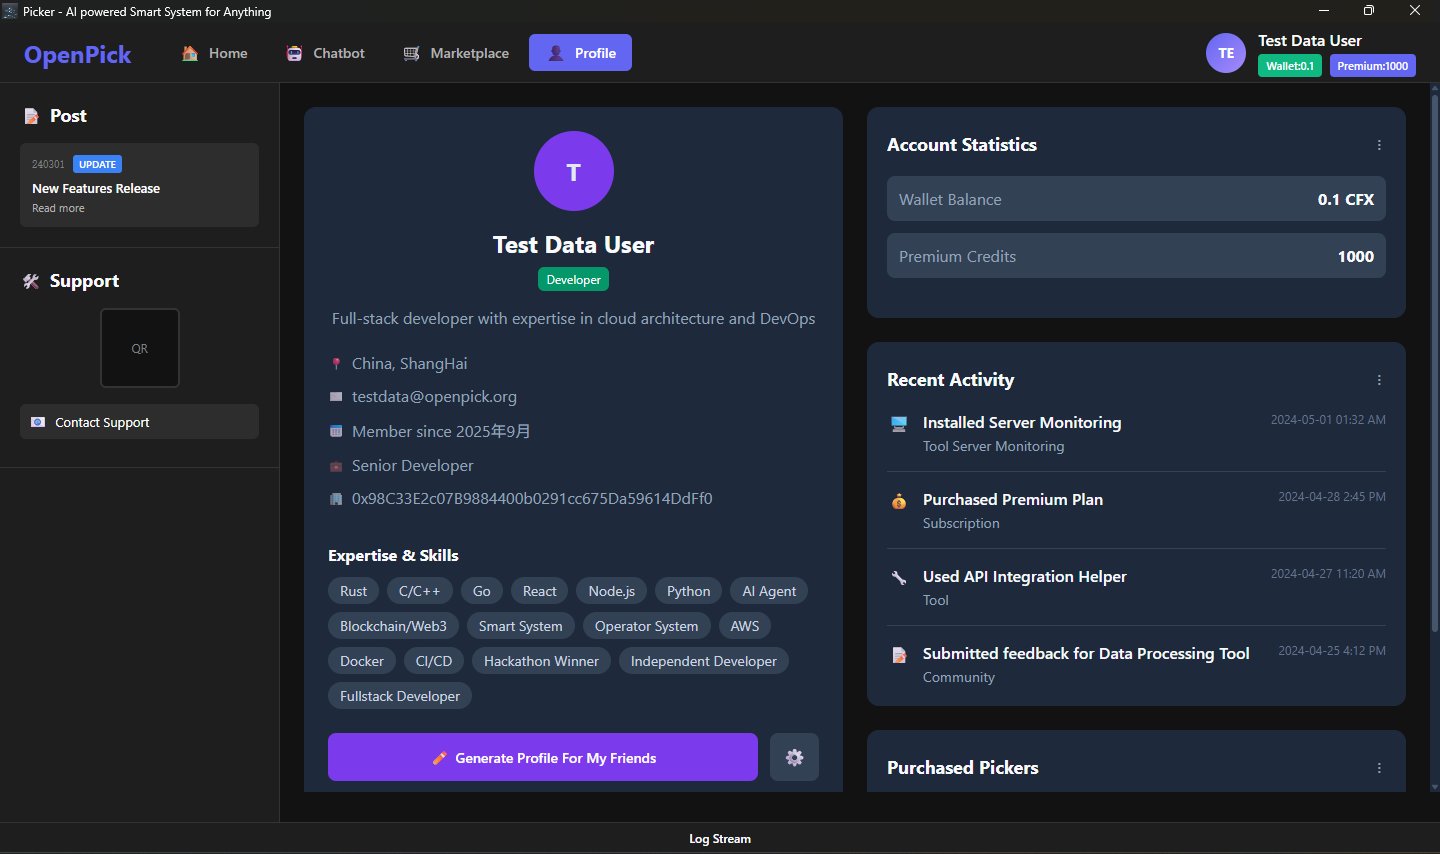 Picker - AI powered Smart System for Anything
OpenPick
Home
Chatbot
Marketplace
Profile
TE
Test Data User
Wallet:0.1
Premium:1000
Post
240301 UPDATE
New Features Release
Read more
Support
QR
Contact Support
T
Test Data User
Developer
Full-stack developer with expertise in cloud architecture and DevOps
China, ShangHai
testdata@openpick.org
Member since 2025年9月
Senior Developer
0x98C33E2c07B9884400b0291cc675Da59614DdFf0
Expertise & Skills
Rust C/C++ Go React Node.js Python AI Agent
Blockchain/Web3 Smart System Operator System AWS
Docker CI/CD Hackathon Winner Independent Developer
Fullstack Developer
Generate Profile For My Friends
Account Statistics
Wallet Balance 0.1 CFX
Premium Credits 1000
Recent Activity
Installed Server Monitoring 2024-05-01 01:32 AM
Tool Server Monitoring
Purchased Premium Plan 2024-04-28 2:45 PM
Subscription
Used API Integration Helper 2024-04-27 11:20 AM
Tool
Submitted feedback for Data Processing Tool 2024-04-25 4:12 PM
Community
Purchased Pickers
Log Stream